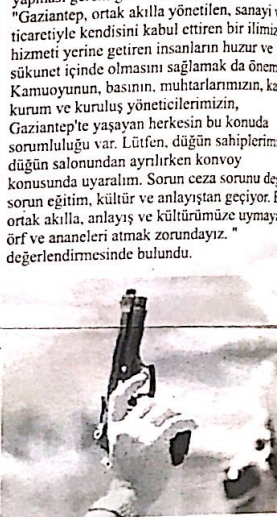 "Gaziantep, ortak akılla yönetilen, sanayi
ticaretiyle kendisini kabul ettiren bir ilimiz
hizmeti yerine getiren insanların huzur ve
sükunet içinde olmasını sağlamak da önem
Kamuoyunun, basının, muhtarlarımızın, ka
kurum ve kuruluş yöneticilerimizin,
Gaziantep'te yaşayan herkesin bu konuda
sorumluluğu var. Lütfen, düğün sahiplerim
düğün salonundan ayrılırken konvoy
konusunda uyaralım. Sorun ceza sorunu de
sorun eğitim, kültür ve anlayıştan geçiyor.
ortak akılla, anlayış ve kültürümüze uymaya
örf ve ananeleri atmak zorundayız. "
değerlendirmesinde bulundu.